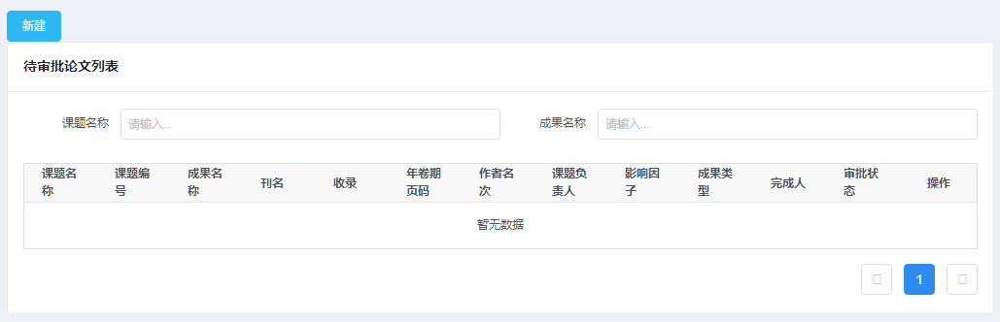 新建
待审批论文列表
课题名称 请输入... 成果名称 请输入...
课题名称 课题编号 成果名称 刊名 收录 年卷期页码 作者名次 课题负责人 影响因子 成果类型 完成人 审批状态 操作
暂无数据
1